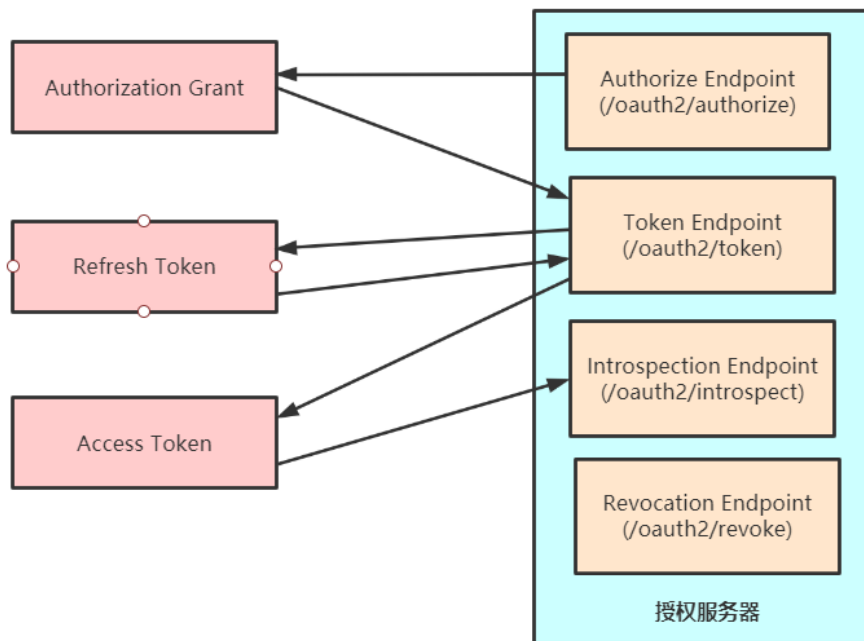 Authorization Grant
Authorize Endpoint
(/oauth2/authorize)
Refresh Token
Token Endpoint
(/oauth2/token)
Access Token
Introspection Endpoint
(/oauth2/introspect)
Revocation Endpoint
(/oauth2/revoke)
授权服务器